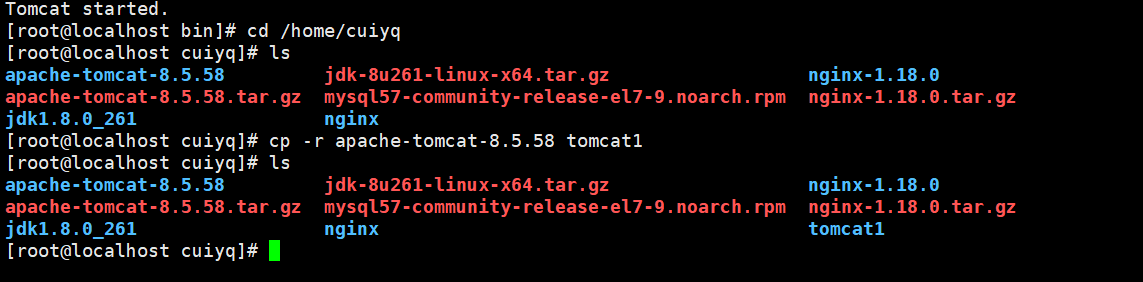 Tomcat started.
[root@localhost bin]# cd /home/cuiyq
[root@localhost cuiyq]# ls
apache-tomcat-8.5.58 jdk-8u261-linux-x64.tar.gz nginx-1.18.0
apache-tomcat-8.5.58.tar.gz mysql57-community-release-el7-9.noarch.rpm nginx-1.18.0.tar.gz
jdk1.8.0_261 nginx
[root@localhost cuiyq]# cp -r apache-tomcat-8.5.58 tomcat1
[root@localhost cuiyq]# ls
apache-tomcat-8.5.58 jdk-8u261-linux-x64.tar.gz nginx-1.18.0
apache-tomcat-8.5.58.tar.gz mysql57-community-release-el7-9.noarch.rpm nginx-1.18.0.tar.gz
jdk1.8.0_261 nginx tomcat1
[root@localhost cuiyq]#